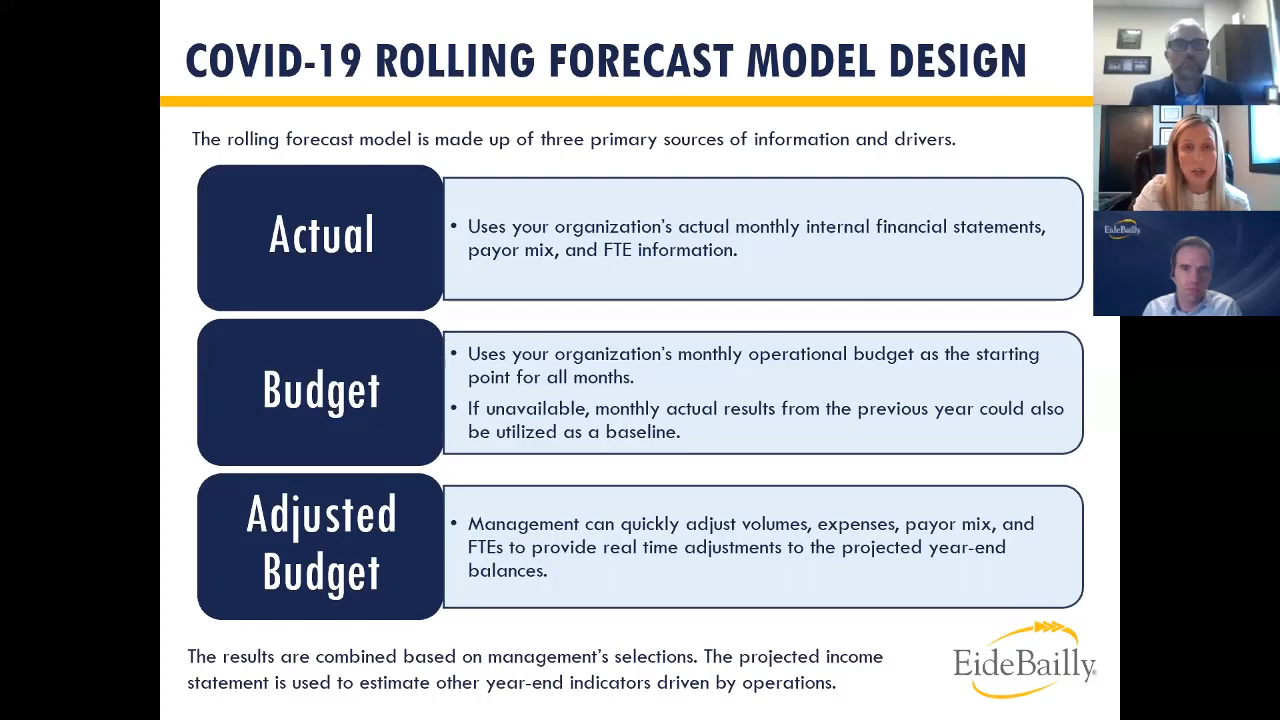 COVID-19 ROLLING FORECAST MODEL DESIGN
The rolling forecast model is made up of three primary sources of information and drivers.
Actual
• Uses your organization's actual monthly internal financial statements,
payor mix, and FTE information.
Budget
• Uses your organization's monthly operational budget as the starting
point for all months.
• If unavailable, monthly actual results from the previous year could also
be utilized as a baseline.
Adjusted
Budget
• Management can quickly adjust volumes, expenses, payor mix, and
FTEs to provide real time adjustments to the projected year-end
balances.
The results are combined based on management's selections. The projected income
statement is used to estimate other year-end indicators driven by operations.
EideBailly®
EideBailly